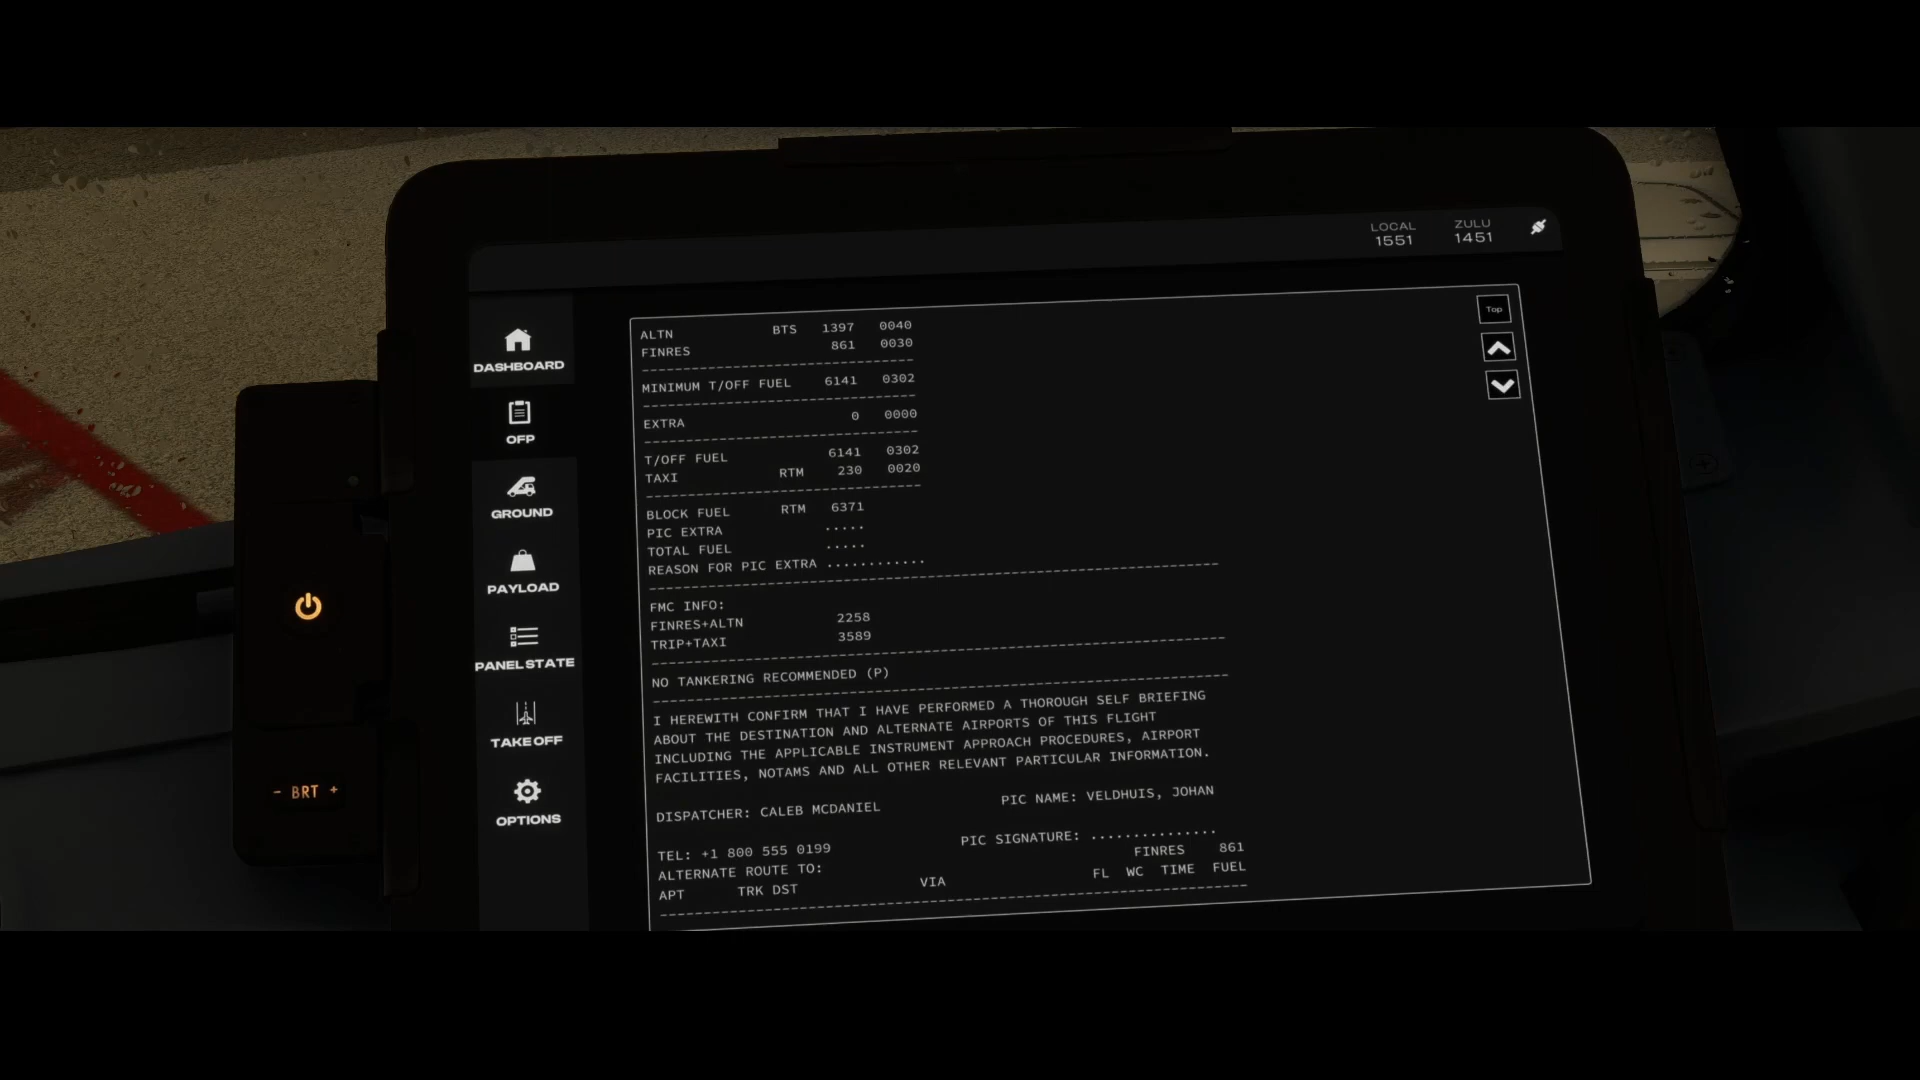 LOCAL ZULU
1551 1451
DASHBOARD
OFP
GROUND
PAYLOAD
PANEL STATE
TAKE OFF
OPTIONS
- BRT +
Top
ALTN BTS 1397 0040
FINRES 861 0030
--------------------------------
MINIMUM T/OFF FUEL 6141 0302
--------------------------------
EXTRA 0 0000
--------------------------------
T/OFF FUEL 6141 0302
TAXI RTM 230 0020
--------------------------------
BLOCK FUEL RTM 6371
PIC EXTRA .....
TOTAL FUEL .....
REASON FOR PIC EXTRA ............
--------------------------------------------------------------------
FMC INFO:
FINRES+ALTN 2258
TRIP+TAXI 3589
--------------------------------------------------------------------
NO TANKERING RECOMMENDED (P)
--------------------------------------------------------------------
I HEREWITH CONFIRM THAT I HAVE PERFORMED A THOROUGH SELF BRIEFING
ABOUT THE DESTINATION AND ALTERNATE AIRPORTS OF THIS FLIGHT
INCLUDING THE APPLICABLE INSTRUMENT APPROACH PROCEDURES, AIRPORT
FACILITIES, NOTAMS AND ALL OTHER RELEVANT PARTICULAR INFORMATION.
DISPATCHER: CALEB MCDANIEL PIC NAME: VELDHUIS, JOHAN
TEL: +1 800 555 0199 PIC SIGNATURE: ...............
ALTERNATE ROUTE TO: FINRES 861
APT TRK DST VIA FL WC TIME FUEL
--------------------------------------------------------------------